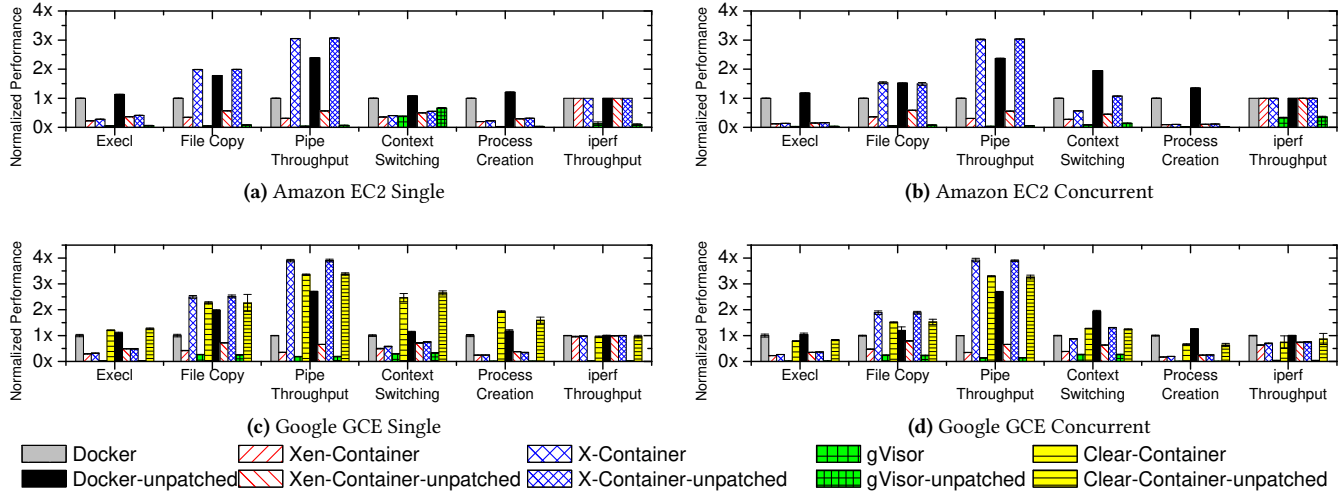 4x
3x
2x
1x
0x
Normalized Performance
Execl
File Copy
Pipe
Throughput
Context
Switching
Process
Creation
iperf
Throughput
(a) Amazon EC2 Single
4x
3x
2x
1x
0x
Normalized Performance
Execl
File Copy
Pipe
Throughput
Context
Switching
Process
Creation
iperf
Throughput
(b) Amazon EC2 Concurrent
4x
3x
2x
1x
0x
Normalized Performance
Execl
File Copy
Pipe
Throughput
Context
Switching
Process
Creation
iperf
Throughput
(c) Google GCE Single
4x
3x
2x
1x
0x
Normalized Performance
Execl
File Copy
Pipe
Throughput
Context
Switching
Process
Creation
iperf
Throughput
(d) Google GCE Concurrent
Docker
Xen-Container
X-Container
gVisor
Clear-Container
Docker-unpatched
Xen-Container-unpatched
X-Container-unpatched
gVisor-unpatched
Clear-Container-unpatched